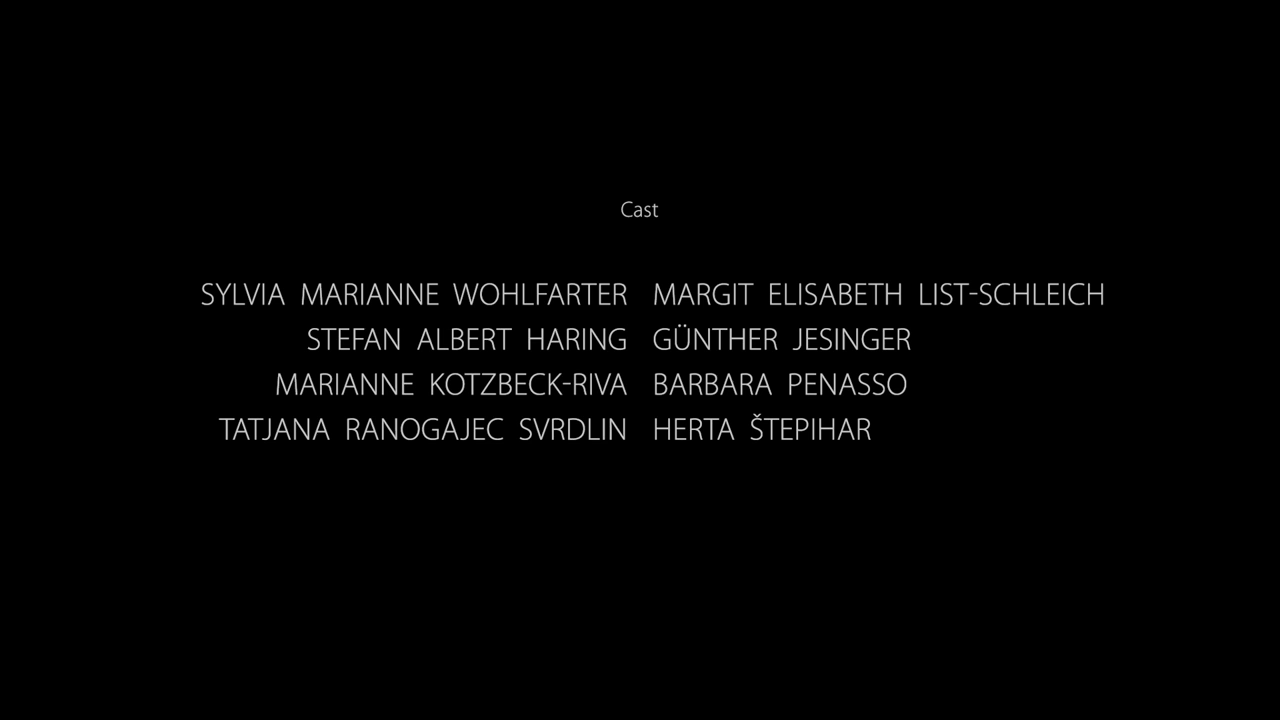 Cast
SYLVIA MARIANNE WOHLFARTER MARGIT ELISABETH LIST-SCHLEICH
STEFAN ALBERT HARING GÜNTHER JESINGER
MARIANNE KOTZBECK-RIVA BARBARA PENASSO
TATJANA RANOGAJEC SVRDLIN HERTA ŠTEPIHAR